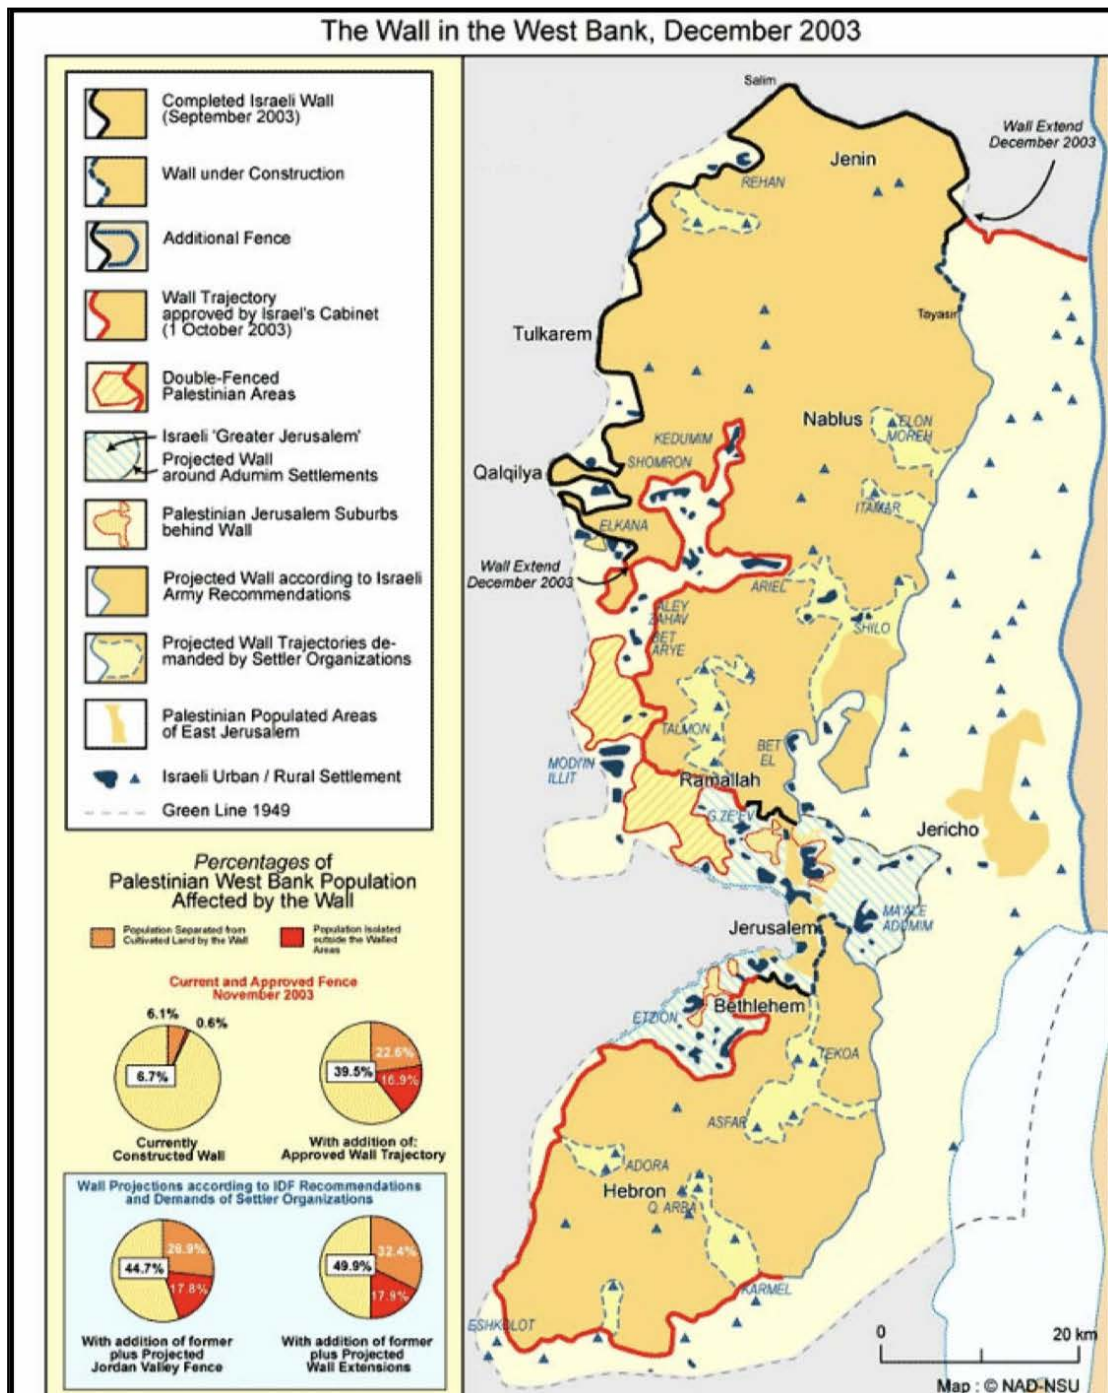 The Wall in the West Bank, December 2003
Completed Israeli Wall
(September 2003)
Wall under Construction
Additional Fence
Wall Trajectory
approved by Israel's Cabinet
(1 October 2003)
Double-Fenced
Palestinian Areas
Israeli 'Greater Jerusalem'
Projected Wall
around Adumim Settlements
Palestinian Jerusalem Suburbs
behind Wall
Projected Wall according to Israeli
Army Recommendations
Projected Wall Trajectories de-
manded by Settler Organizations
Palestinian Populated Areas
of East Jerusalem
Israeli Urban / Rural Settlement
Green Line 1949
Percentages of
Palestinian West Bank Population
Affected by the Wall
Population Separated from
Cultivated Land by the Wall
Population Isolated
outside the Walled
Areas
Current and Approved Fence
November 2003
6.1%
0.6%
6.7%
Currently
Constructed Wall
22.6%
39.5%
16.9%
With addition of:
Approved Wall Trajectory
Wall Projections according to IDF Recommendations
and Demands of Settler Organizations
26.9%
44.7%
17.8%
With addition of former
plus Projected
Jordan Valley Fence
32.4%
49.9%
17.9%
With addition of former
plus Projected
Wall Extensions
Salim
Wall Extend
December 2003
Jenin
REHAN
Tayasir
Tulkarem
Nablus
ELON
MOREH
KEDUMIM
SHOMRON
Qalqilya
ITAMAR
ELKANA
Wall Extend
December 2003
ARIEL
ALEY
ZAHAV
BET
ARYE
SHILO
TALMON
BET
EL
MODI'IN
ILLIT
Ramallah
G.ZE'EV
Jericho
MA'ALE
ADUMIM
Jerusalem
Bethlehem
ETZION
TEKOA
ASFAR
ADORA
Hebron
Q. ARBA
KARMEL
ESHKOLOT
0
20 km
Map : © NAD-NSU